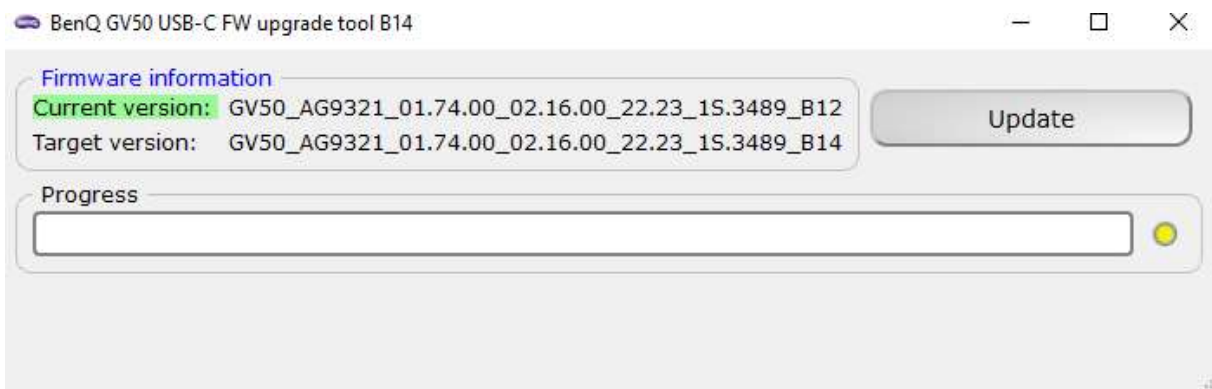 BenQ GV50 USB-C FW upgrade tool B14
Firmware information
Current version: GV50_AG9321_01.74.00_02.16.00_22.23_1S.3489_B12
Target version: GV50_AG9321_01.74.00_02.16.00_22.23_1S.3489_B14
Update
Progress